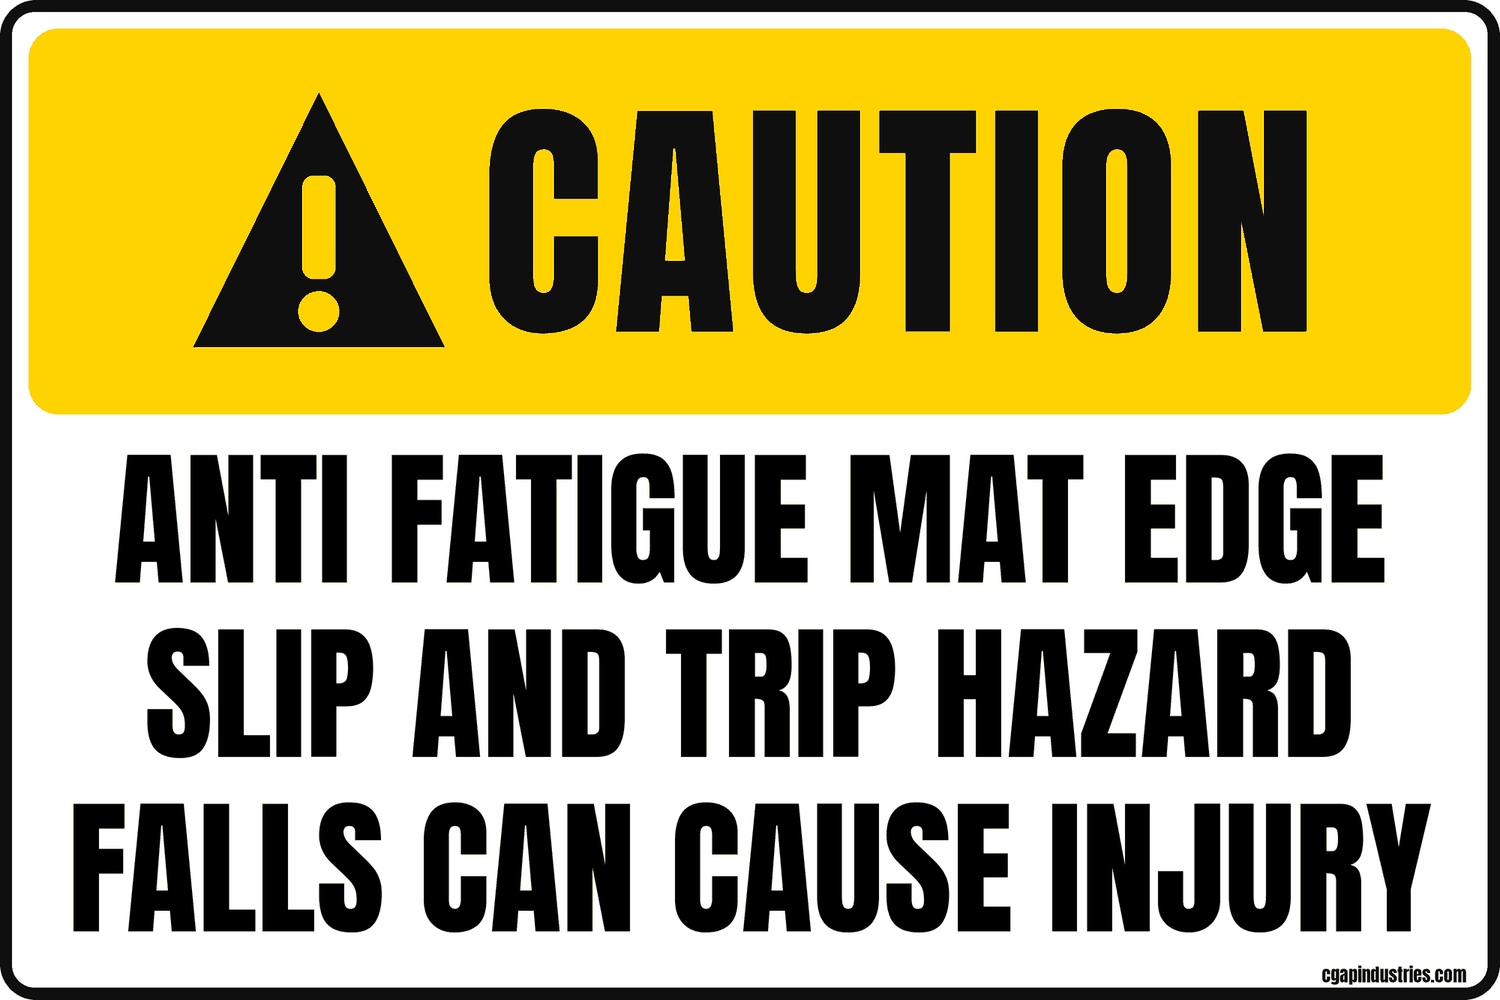 CAUTION
ANTI FATIGUE MAT EDGE
SLIP AND TRIP HAZARD
FALLS CAN CAUSE INJURY
cgapindustries.com